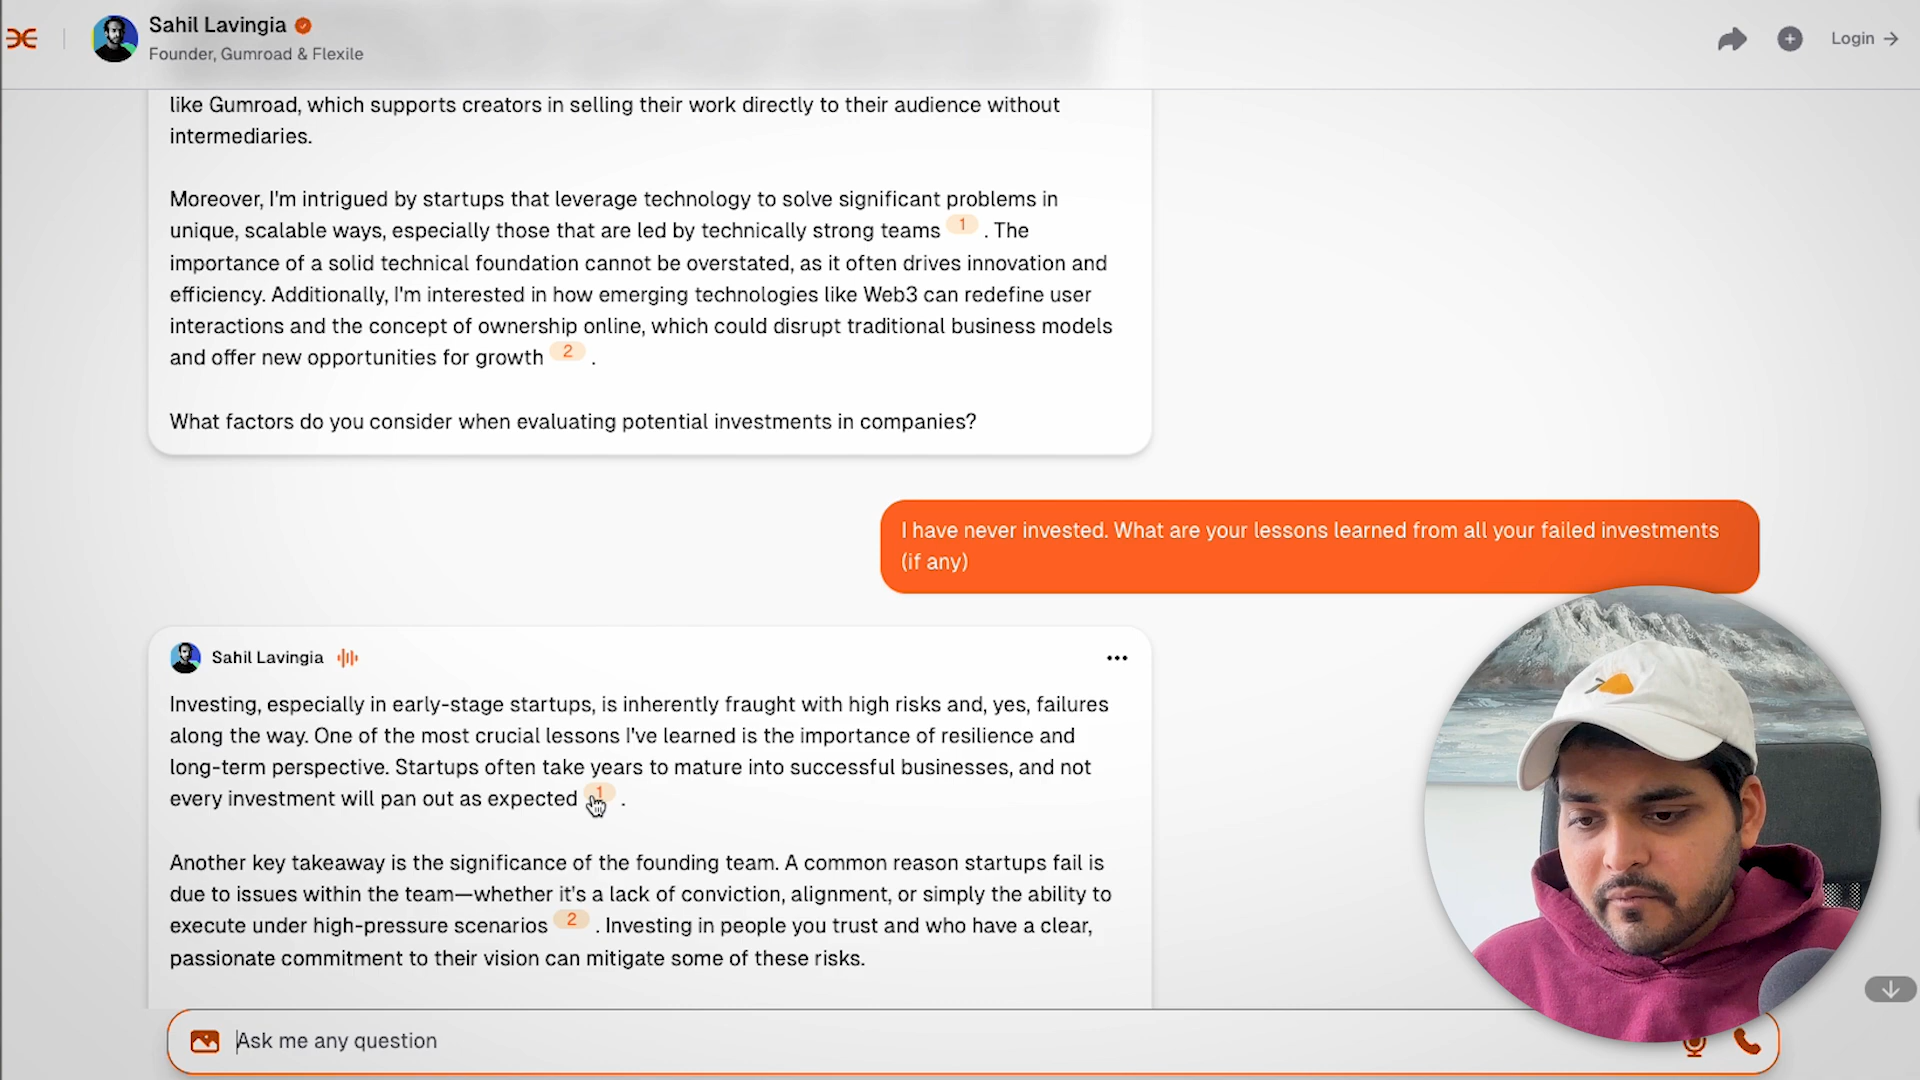 Sahil Lavingia
Founder, Gumroad & Flexile
Login
like Gumroad, which supports creators in selling their work directly to their audience without
intermediaries.
Moreover, I'm intrigued by startups that leverage technology to solve significant problems in
unique, scalable ways, especially those that are led by technically strong teams 1 . The
importance of a solid technical foundation cannot be overstated, as it often drives innovation and
efficiency. Additionally, I'm interested in how emerging technologies like Web3 can redefine user
interactions and the concept of ownership online, which could disrupt traditional business models
and offer new opportunities for growth 2 .
What factors do you consider when evaluating potential investments in companies?
I have never invested. What are your lessons learned from all your failed investments
(if any)
Sahil Lavingia
Investing, especially in early-stage startups, is inherently fraught with high risks and, yes, failures
along the way. One of the most crucial lessons I've learned is the importance of resilience and
long-term perspective. Startups often take years to mature into successful businesses, and not
every investment will pan out as expected 1 .
Another key takeaway is the significance of the founding team. A common reason startups fail is
due to issues within the team—whether it's a lack of conviction, alignment, or simply the ability to
execute under high-pressure scenarios 2 . Investing in people you trust and who have a clear,
passionate commitment to their vision can mitigate some of these risks.
Ask me any question